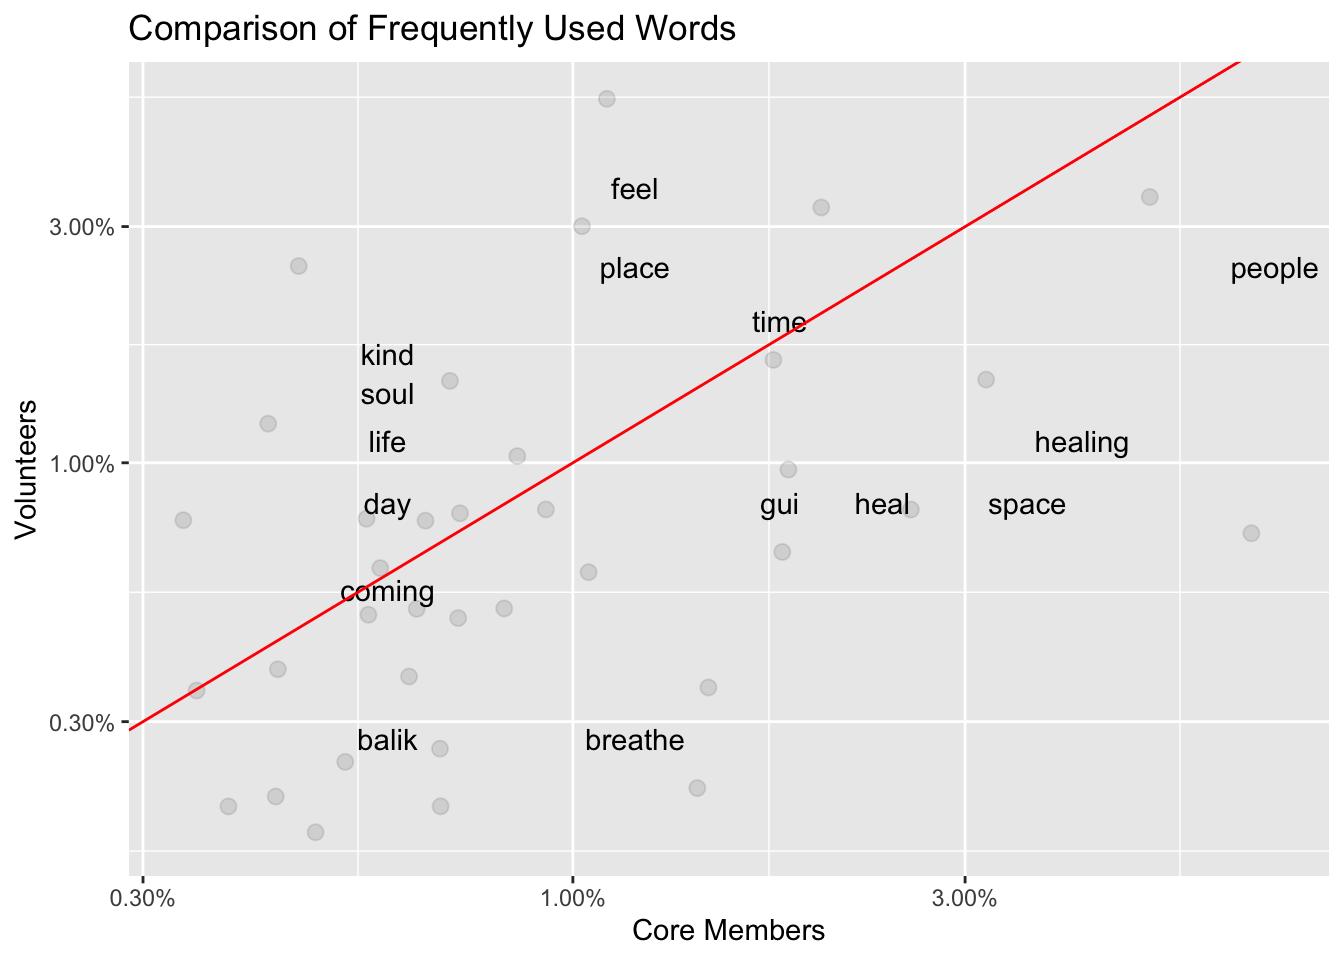 Comparison of Frequently Used Words
feel
3.00%
place
people
time
kind
soul
life
healing
1.00%
day
gui
heal
space
coming
0.30%
balik
breathe
0.30%
1.00%
3.00%
Core Members
Volunteers